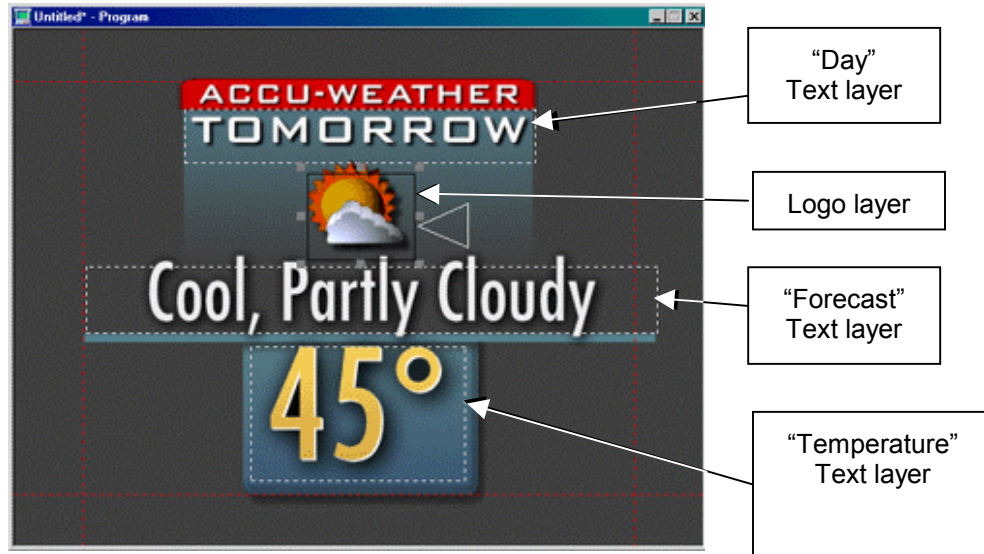 Untitled* - Program
ACCU-WEATHER
TOMORROW
Cool, Partly Cloudy
45°
“Day”
Text layer
Logo layer
“Forecast”
Text layer
“Temperature”
Text layer